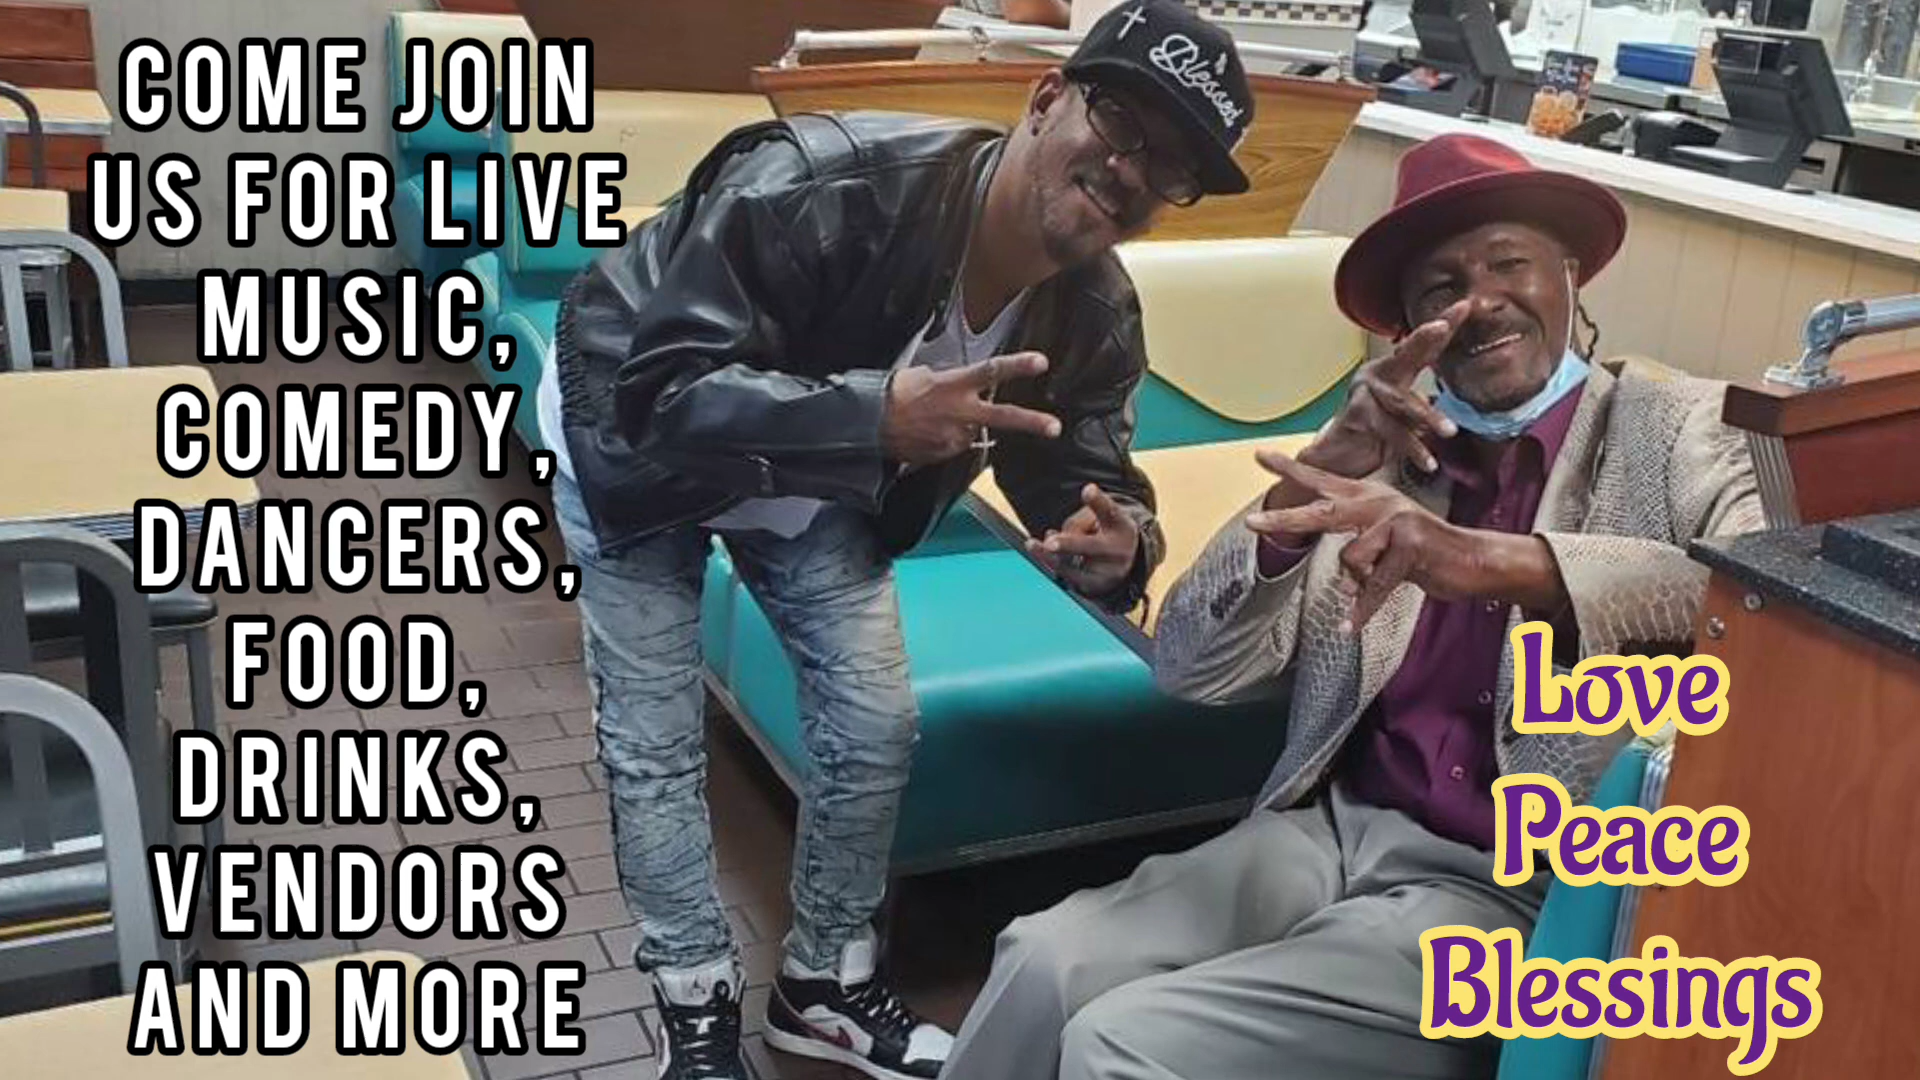 COME JOIN
US FOR LIVE
MUSIC,
COMEDY,
DANCERS,
FOOD,
DRINKS,
VENDORS
AND MORE
Blessed
Love
Peace
Blessings